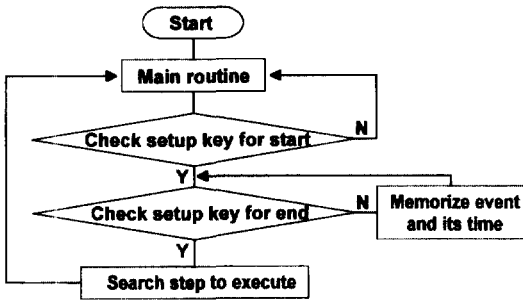 Start
Main routine
Check setup key for start
N
Y
Check setup key for end
N
Memorize event
and its time
Y
Search step to execute